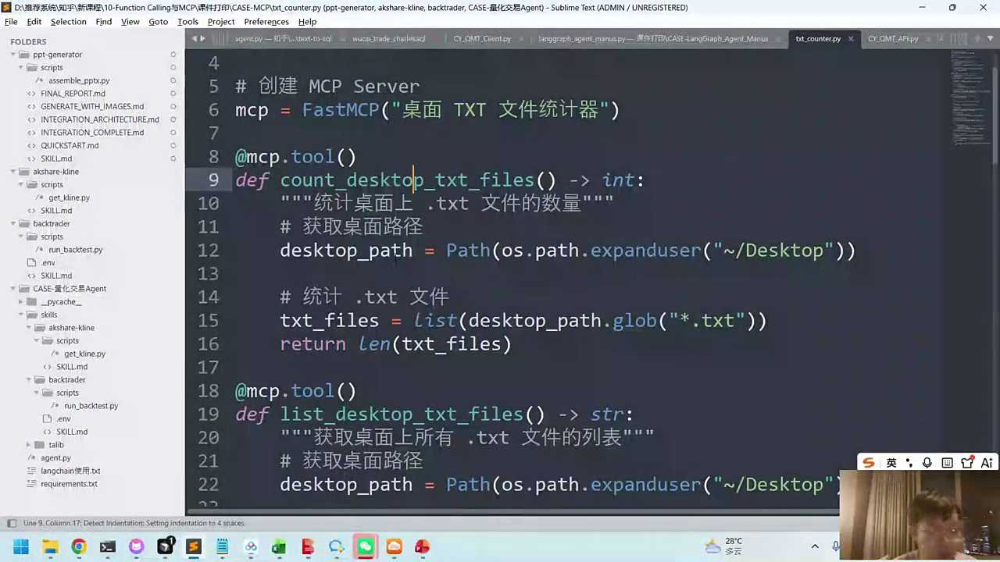 D:\推荐系统\知乎\新课程\10-Function Calling与MCP\课件打印\CASE-MCP\txt_counter.py (ppt-generator, akshare-kline, backtrader, CASE-量化交易Agent) - Sublime Text (ADMIN / UNREGISTERED)
File Edit Selection Find View Goto Tools Project Preferences Help
agent.py — 知乎\...\text-to-sql wucai_trade_charles.sql CY_QMT_Client.py langgraph_agent_manus.py — 课件打印\CASE-LangGraph_Agent_Manus txt_counter.py CY_QMT_API.py
FOLDERS
ppt-generator
scripts
assemble_pptx.py
FINAL_REPORT.md
GENERATE_WITH_IMAGES.md
INTEGRATION_ARCHITECTURE.md
INTEGRATION_COMPLETE.md
QUICKSTART.md
SKILL.md
akshare-kline
scripts
get_kline.py
SKILL.md
backtrader
scripts
run_backtest.py
.env
SKILL.md
CASE-量化交易Agent
__pycache__
skills
akshare-kline
scripts
get_kline.py
SKILL.md
backtrader
scripts
run_backtest.py
.env
SKILL.md
talib
agent.py
langchain使用.txt
requirements.txt
4
5 # 创建 MCP Server
6 mcp = FastMCP("桌面 TXT 文件统计器")
7
8 @mcp.tool()
9 def count_desktop_txt_files() -> int:
10 """统计桌面上 .txt 文件的数量"""
11 # 获取桌面路径
12 desktop_path = Path(os.path.expanduser("~/Desktop"))
13
14 # 统计 .txt 文件
15 txt_files = list(desktop_path.glob("*.txt"))
16 return len(txt_files)
17
18 @mcp.tool()
19 def list_desktop_txt_files() -> str:
20 """获取桌面上所有 .txt 文件的列表"""
21 # 获取桌面路径
22 desktop_path = Path(os.path.expanduser("~/Desktop")
英
Line 9, Column 17; Detect Indentation: Setting indentation to 4 spaces
28°C
多云